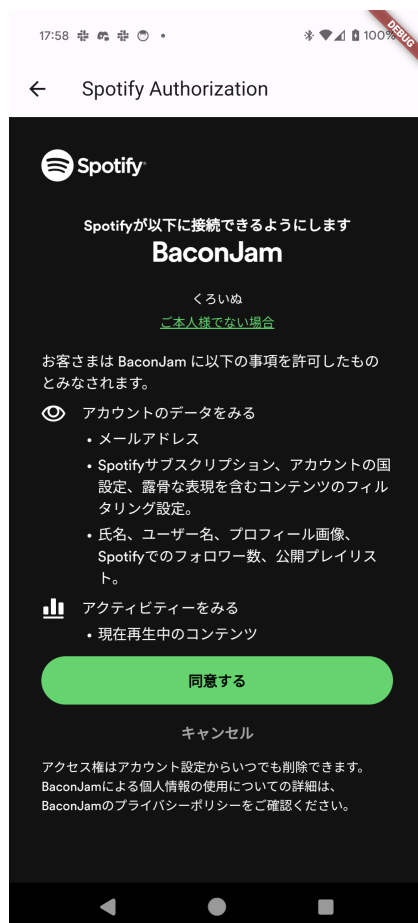 17:58
100%
DEBUG
Spotify Authorization
Spotify
Spotifyが以下に接続できるようにします
BaconJam
くろいぬ
ご本人様でない場合
お客さまは BaconJam に以下の事項を許可したもの
とみなされます。
アカウントのデータをみる
• メールアドレス
• Spotifyサブスクリプション、アカウントの国
設定、露骨な表現を含むコンテンツのフィル
タリング設定。
• 氏名、ユーザー名、プロフィール画像、
Spotifyでのフォロワー数、公開プレイリス
ト。
アクティビティーをみる
• 現在再生中のコンテンツ
同意する
キャンセル
アクセス権はアカウント設定からいつでも削除できます。
BaconJamによる個人情報の使用についての詳細は、
BaconJamのプライバシーポリシーをご確認ください。